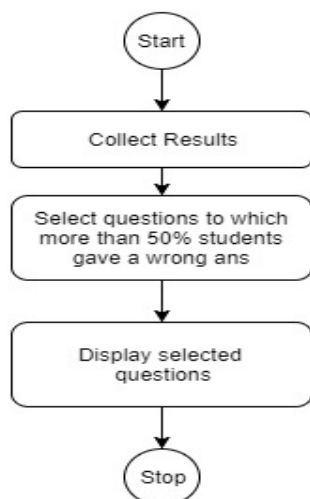 Start
Collect Results
Select questions to which
more than 50% students
gave a wrong ans
Display selected
questions
Stop